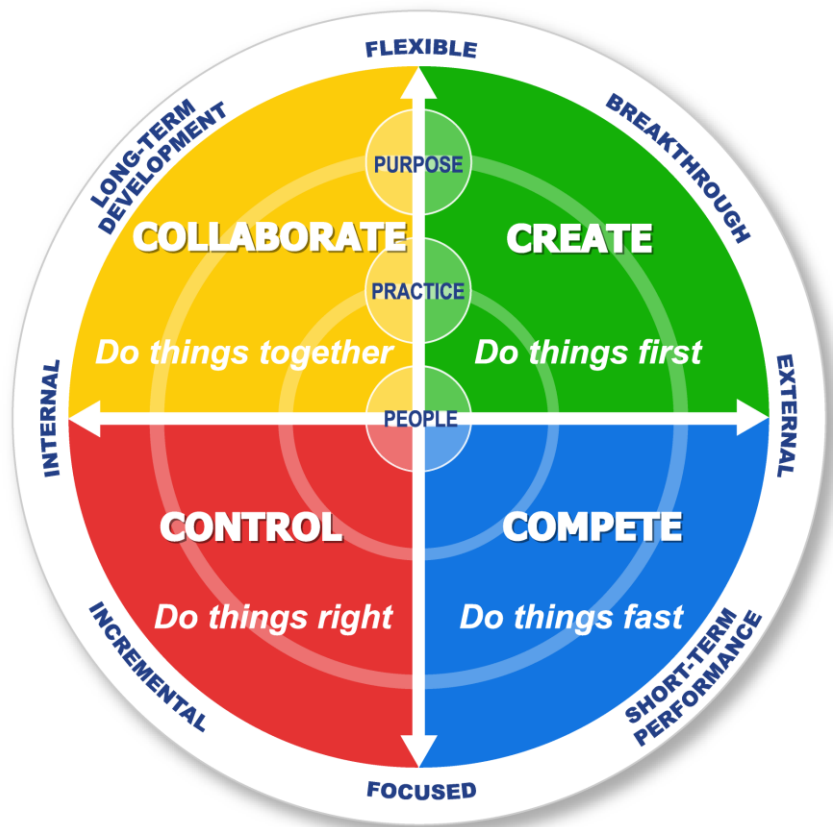 FLEXIBLE
LONG-TERM
DEVELOPMENT
BREAKTHROUGH
PURPOSE
COLLABORATE
CREATE
PRACTICE
Do things together
Do things first
INTERNAL
PEOPLE
EXTERNAL
CONTROL
COMPETE
Do things right
Do things fast
INCREMENTAL
SHORT-TERM
PERFORMANCE
FOCUSED